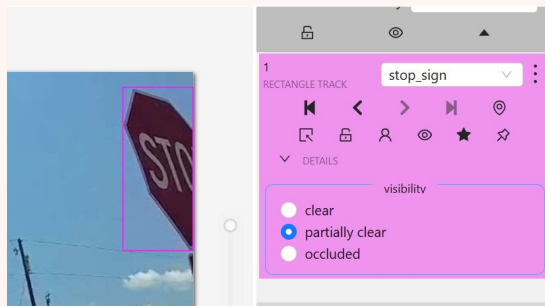 STO
1
RECTANGLE TRACK
stop_sign
DETAILS
visibility
clear
partially clear
occluded